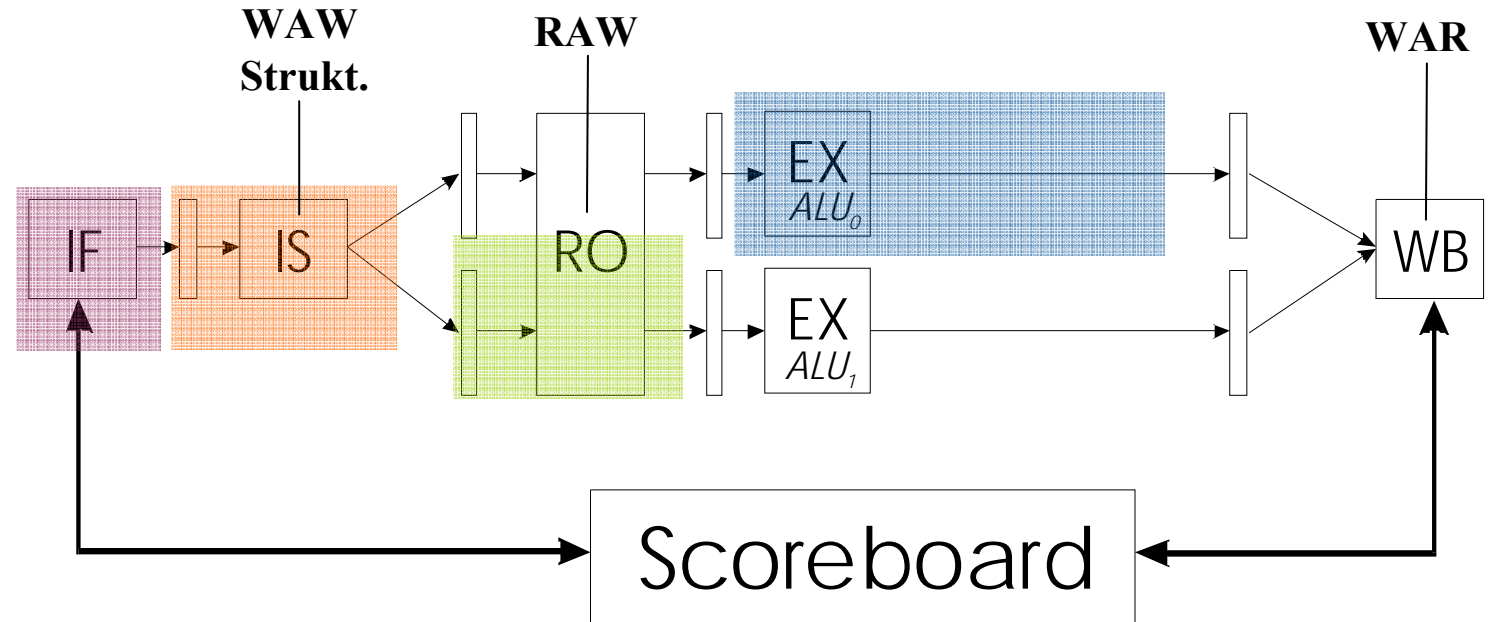 WAW
Strukt.
RAW
WAR
IF
IS
RO
EX
ALU0
EX
ALU1
WB
Scoreboard